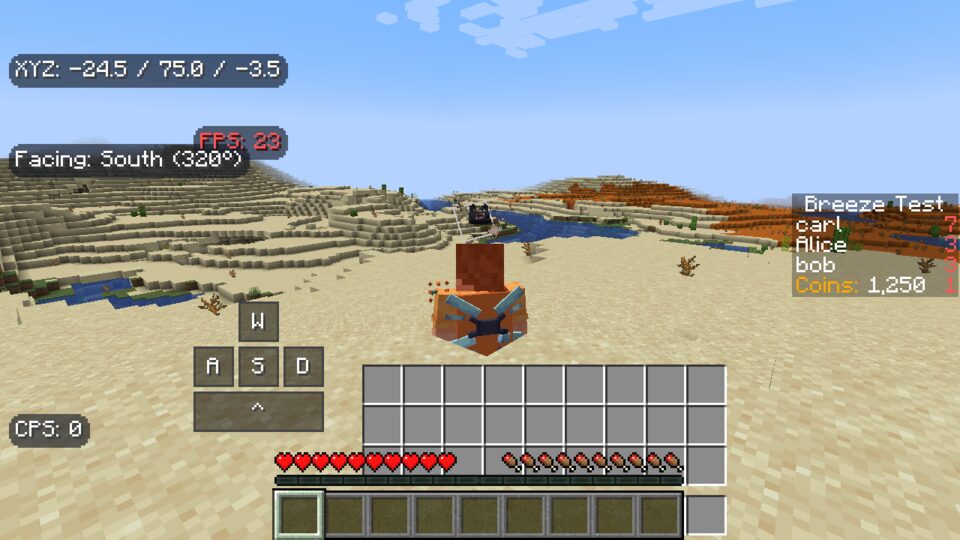 XYZ: -24.5 / 75.0 / -3.5
FPS: 23
Facing: South (320°)
Breeze Test
carl 7
Alice 3
bob 3
Coins: 1,250 1
W
A S D
^
CPS: 0